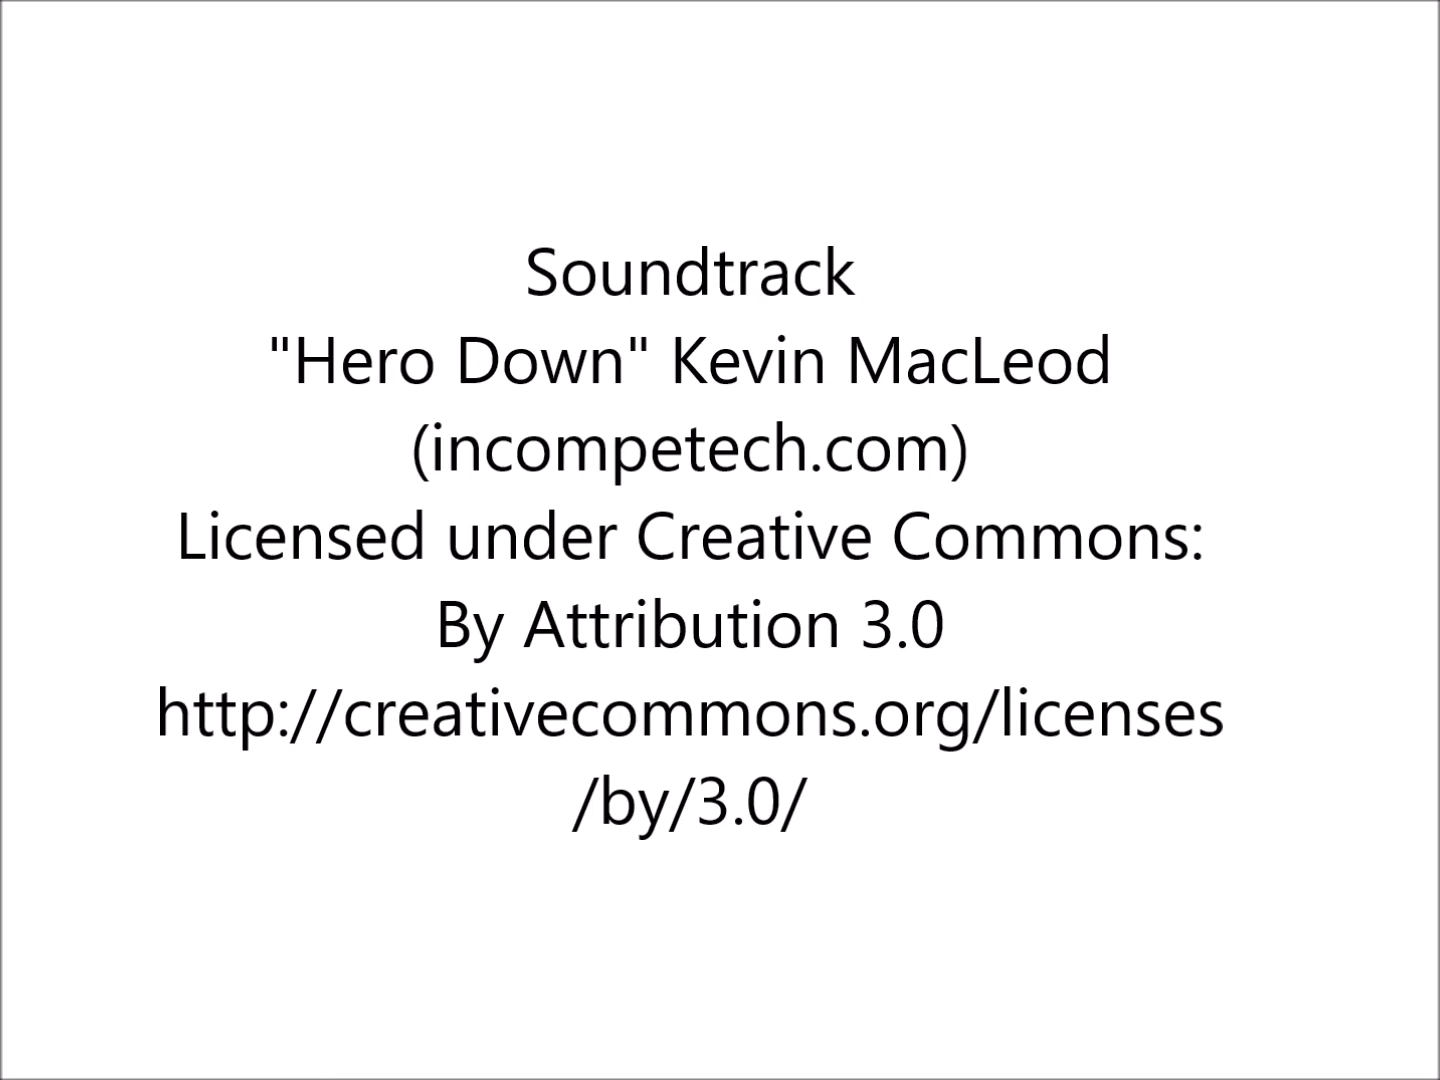 Soundtrack
"Hero Down" Kevin MacLeod
(incompetech.com)
Licensed under Creative Commons:
By Attribution 3.0
http://creativecommons.org/licenses
/by/3.0/